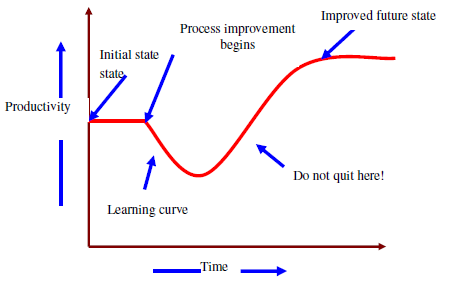 Improved future state
Process improvement
begins
Initial state
state
Productivity
Do not quit here!
Learning curve
Time